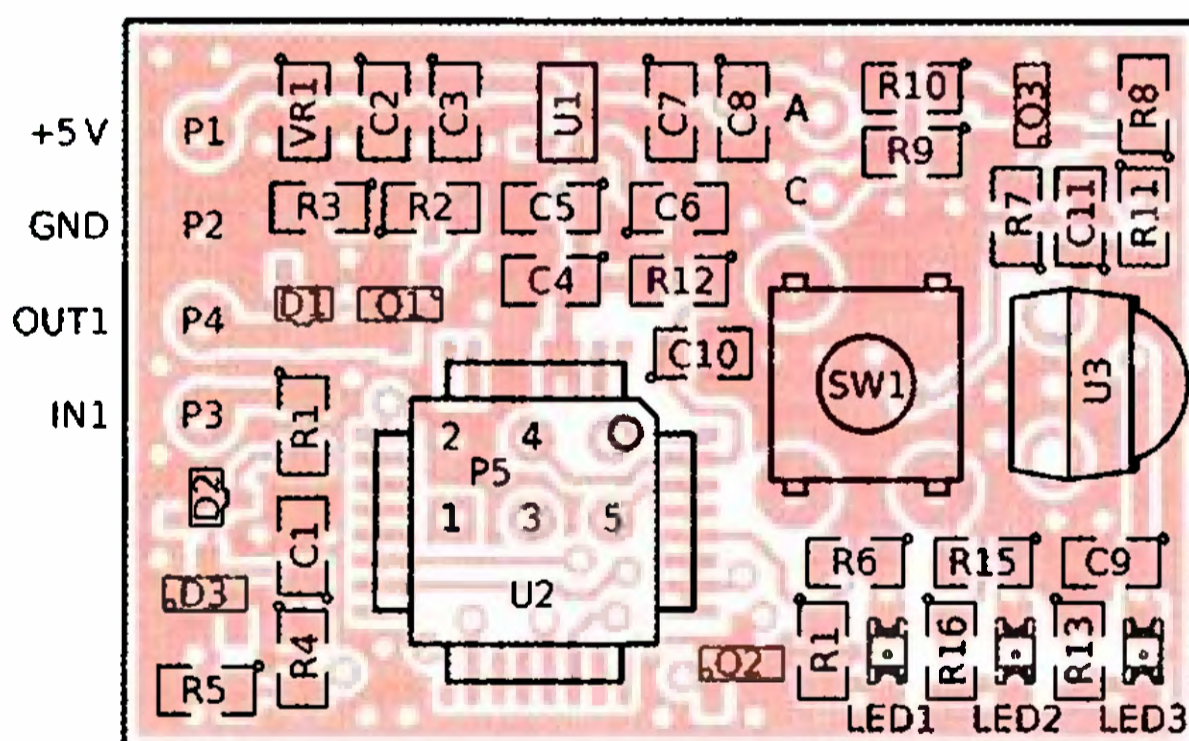 VR1 C2 C3 U1 C7 C8 A R10 Q3 R8
+5V P1 R9
R3 R2 C5 C6 C R7 C11 R11
GND P2
C4 R12
OUT1 P4 D1 Q1
C10
SW1 U3
IN1 P3 R1 2 4
P5
D2 1 3 5
C1
R6 R15 C9
D3 U2
R4 R1 R16 R13
R5 Q2
LED1 LED2 LED3